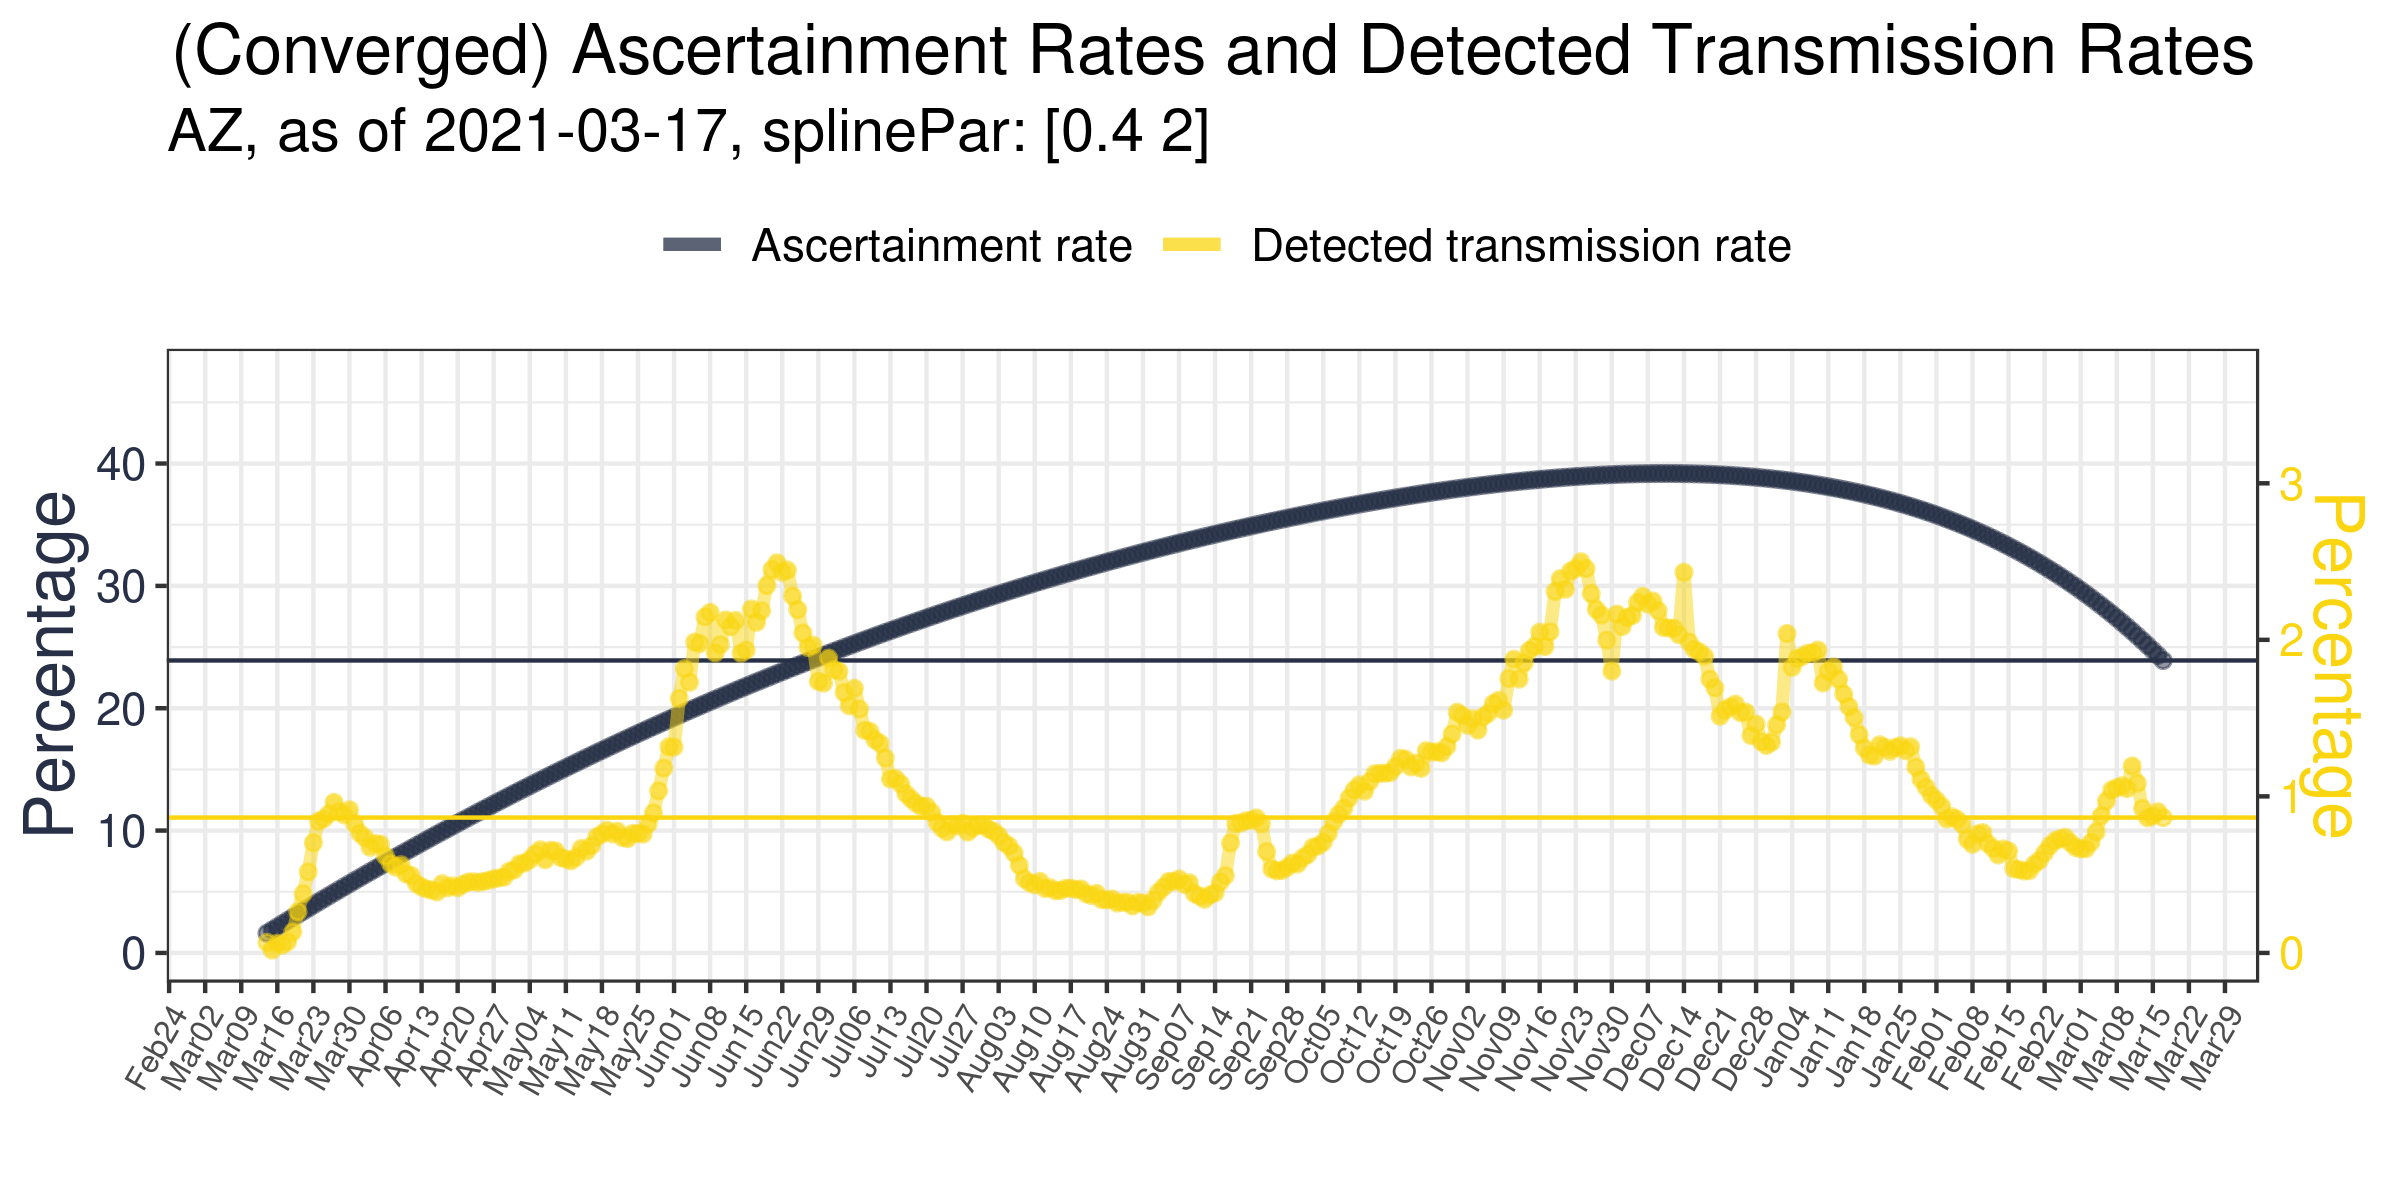 (Converged) Ascertainment Rates and Detected Transmission Rates
AZ, as of 2021-03-17, splinePar: [0.4 2]
Ascertainment rate
Detected transmission rate
Percentage
40
30
20
10
0
3
2
1
0
Percentage
Feb24
Mar02
Mar09
Mar16
Mar23
Mar30
Apr06
Apr13
Apr20
Apr27
May04
May11
May18
May25
Jun01
Jun08
Jun15
Jun22
Jun29
Jul06
Jul13
Jul20
Jul27
Aug03
Aug10
Aug17
Aug24
Aug31
Sep07
Sep14
Sep21
Sep28
Oct05
Oct12
Oct19
Oct26
Nov02
Nov09
Nov16
Nov23
Nov30
Dec07
Dec14
Dec21
Dec28
Jan04
Jan11
Jan18
Jan25
Feb01
Feb08
Feb15
Feb22
Mar01
Mar08
Mar15
Mar22
Mar29